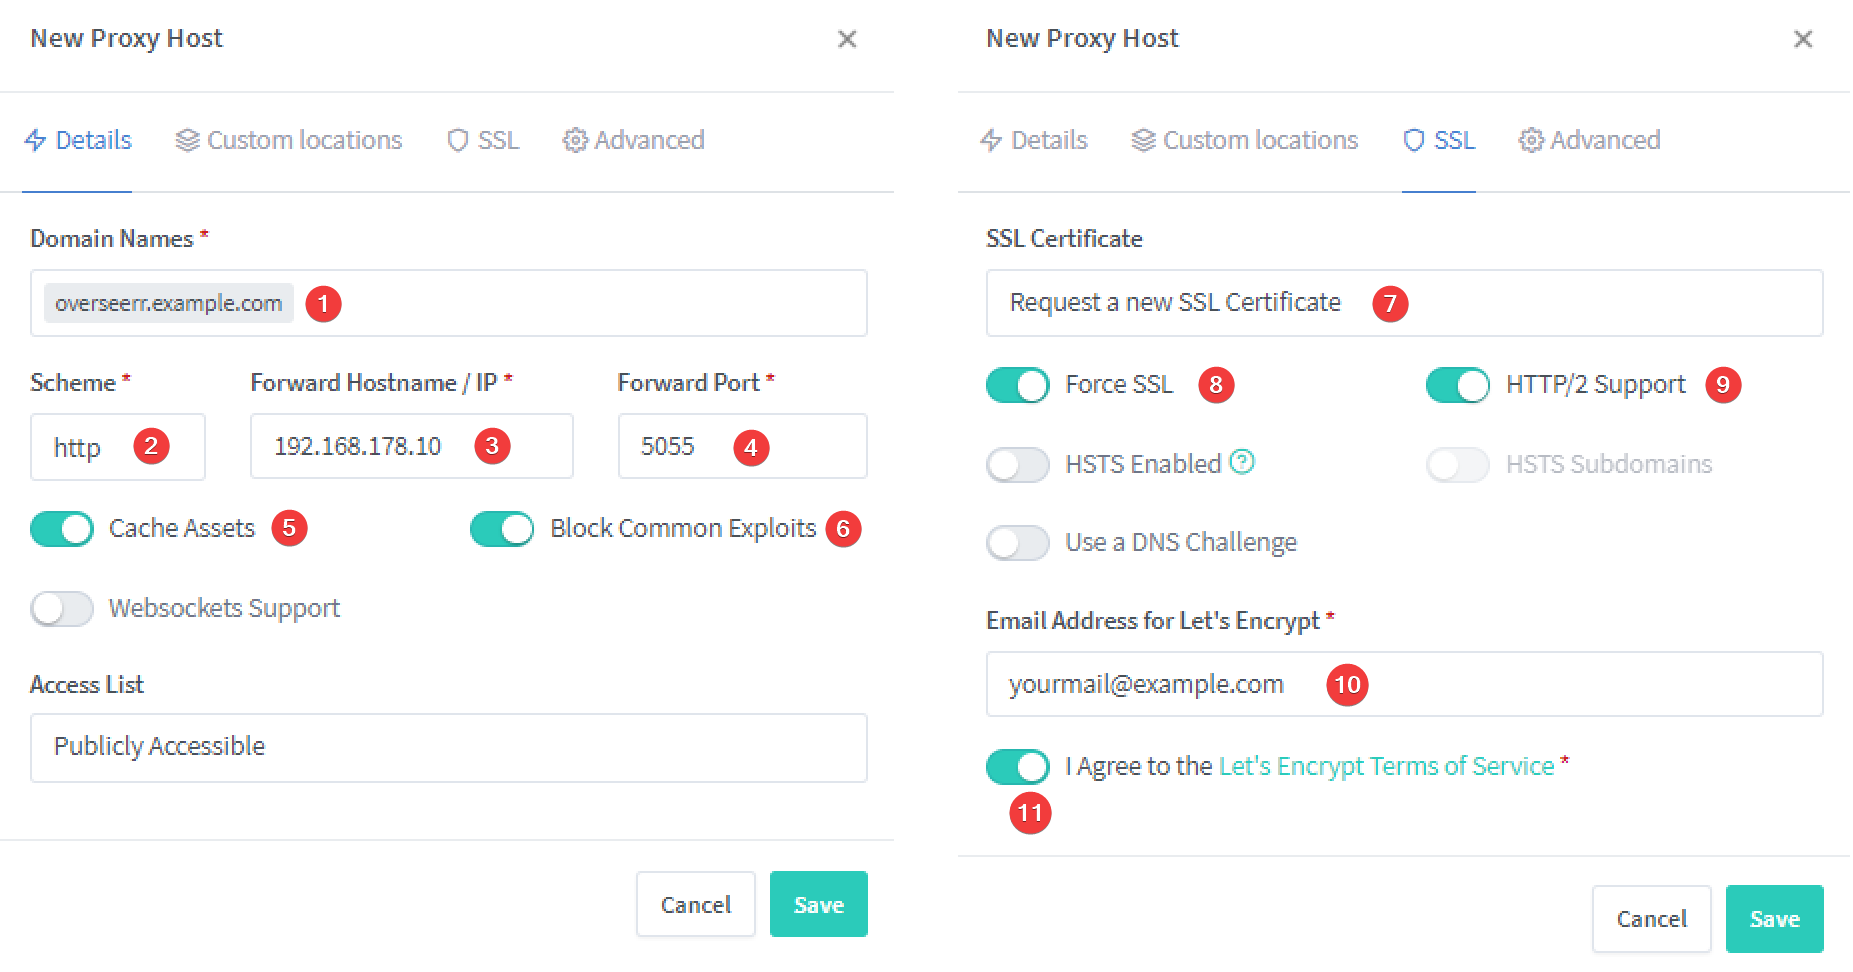 New Proxy Host
Details Custom locations SSL Advanced
Domain Names *
overseerr.example.com 1
Scheme * Forward Hostname / IP * Forward Port *
http 2 192.168.178.10 3 5055 4
Cache Assets 5 Block Common Exploits 6
Websockets Support
Access List
Publicly Accessible
Cancel Save
New Proxy Host
Details Custom locations SSL Advanced
SSL Certificate
Request a new SSL Certificate 7
Force SSL 8 HTTP/2 Support 9
HSTS Enabled ? HSTS Subdomains
Use a DNS Challenge
Email Address for Let's Encrypt *
yourmail@example.com 10
I Agree to the Let's Encrypt Terms of Service *
11
Cancel Save